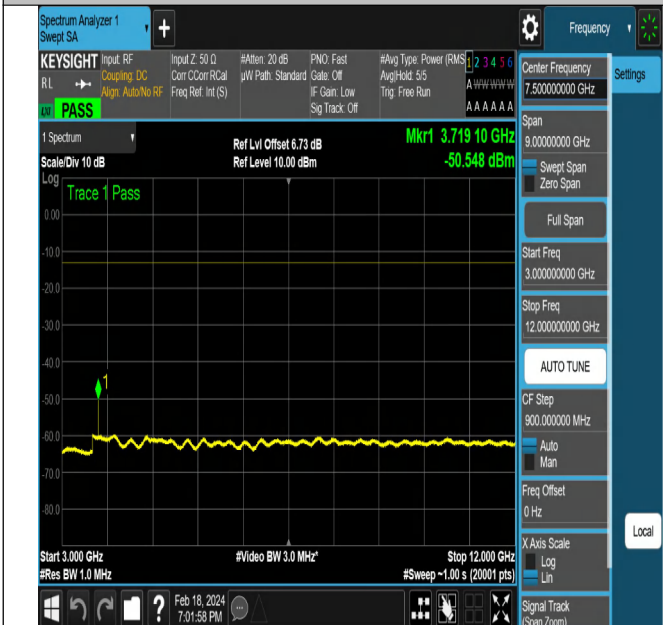 Spectrum Analyzer 1
Swept SA
Frequency
KEYSIGHT
RL
LXI
PASS
Input: RF
Coupling: DC
Align: Auto/No RF
Input Z: 50 Ω
Corr CCorr RCal
Freq Ref: Int (S)
#Atten: 20 dB
µW Path: Standard
PNO: Fast
Gate: Off
IF Gain: Low
Sig Track: Off
#Avg Type: Power (RMS
Avg|Hold: 5/5
Trig: Free Run
1 2 3 4 5 6
A W W W W W
A A A A A A
Center Frequency
7.500000000 GHz
Settings
1 Spectrum
Scale/Div 10 dB
Log
Ref Lvl Offset 6.73 dB
Ref Level 10.00 dBm
Mkr1 3.719 10 GHz
-50.548 dBm
Trace 1 Pass
0.00
-10.0
-20.0
-30.0
-40.0
-50.0
-60.0
-70.0
-80.0
1
Span
9.00000000 GHz
Swept Span
Zero Span
Full Span
Start Freq
3.000000000 GHz
Stop Freq
12.000000000 GHz
AUTO TUNE
CF Step
900.000000 MHz
Auto
Man
Freq Offset
0 Hz
X Axis Scale
Log
Lin
Signal Track
(Span Zoom)
Local
Start 3.000 GHz
#Res BW 1.0 MHz
#Video BW 3.0 MHz*
Stop 12.000 GHz
#Sweep ~1.00 s (20001 pts)
?
Feb 18, 2024
7:01:58 PM